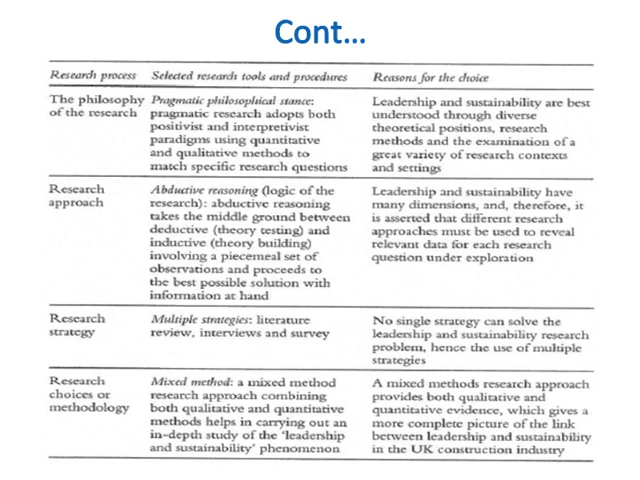 Cont...
Research process Selected research tools and procedures Reasons for the choice
The philosophy of the research
Pragmatic philosophical stance:
pragmatic research adopts both
positivist and interpretivist
paradigms using quantitative
and qualitative methods to
match specific research questions
Leadership and sustainability are best
understood through diverse
theoretical positions, research
methods and the examination of a
great variety of research contexts
and settings
Research
approach
Abductive reasoning (logic of the
research): abductive reasoning
takes the middle ground between
deductive (theory testing) and
inductive (theory building)
involving a piecemeal set of
observations and proceeds to
the best possible solution with
information at hand
Leadership and sustainability have
many dimensions, and, therefore, it
is asserted that different research
approaches must be used to reveal
relevant data for each research
question under exploration
Research
strategy
Multiple strategies: literature
review, interviews and survey
No single strategy can solve the
leadership and sustainability research
problem, hence the use of multiple
strategies
Research
choices or
methodology
Mixed method: a mixed method
research approach combining
both qualitative and quantitative
methods helps in carrying out an
in-depth study of the 'leadership
and sustainability' phenomenon
A mixed methods research approach
provides both qualitative and
quantitative evidence, which gives a
more complete picture of the link
between leadership and sustainability
in the UK construction industry